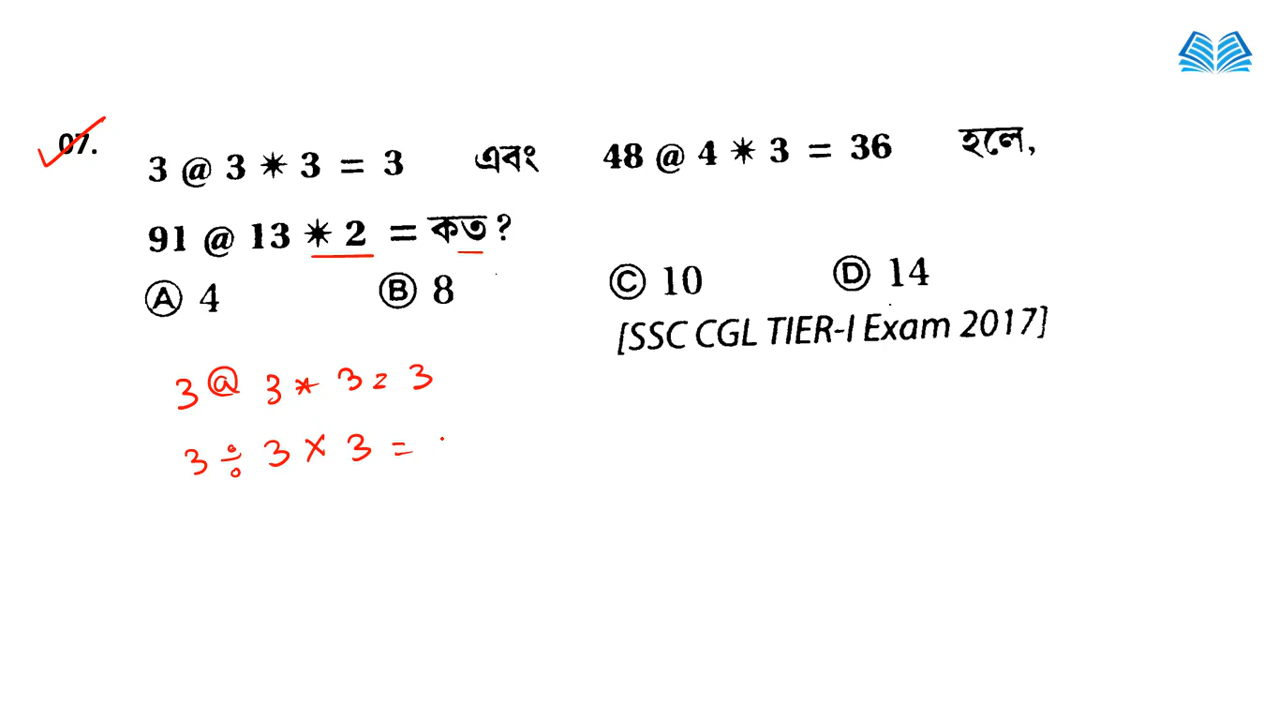 07.
3 @ 3 * 3 = 3 এবং 48 @ 4 * 3 = 36 হলে,
91 @ 13 * 2 = কত?
Ⓐ 4 Ⓑ 8 Ⓒ 10 Ⓓ 14
[SSC CGL TIER-I Exam 2017]
3 @ 3 * 3 = 3
3 ÷ 3 × 3 =